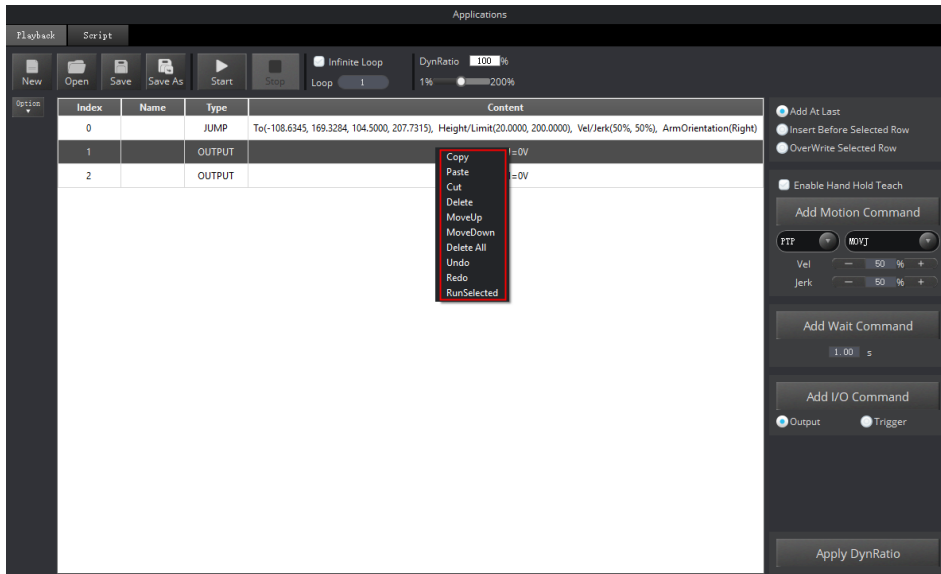 Applications
Playback Script
New Open Save Save As Start Stop
Infinite Loop
Loop 1
DynRatio 100 %
1% 200%
Option
Index Name Type Content
0 JUMP To(-108.6345, 169.3284, 104.5000, 207.7315), Height/Limit(20.0000, 200.0000), Vel/Jerk(50%, 50%), ArmOrientation(Right)
1 OUTPUT =0V
2 OUTPUT =0V
Copy
Paste
Cut
Delete
MoveUp
MoveDown
Delete All
Undo
Redo
RunSelected
Add At Last
Insert Before Selected Row
OverWrite Selected Row
Enable Hand Hold Teach
Add Motion Command
PTP MOVJ
Vel — 50 % +
Jerk — 50 % +
Add Wait Command
1.00 s
Add I/O Command
Output Trigger
Apply DynRatio